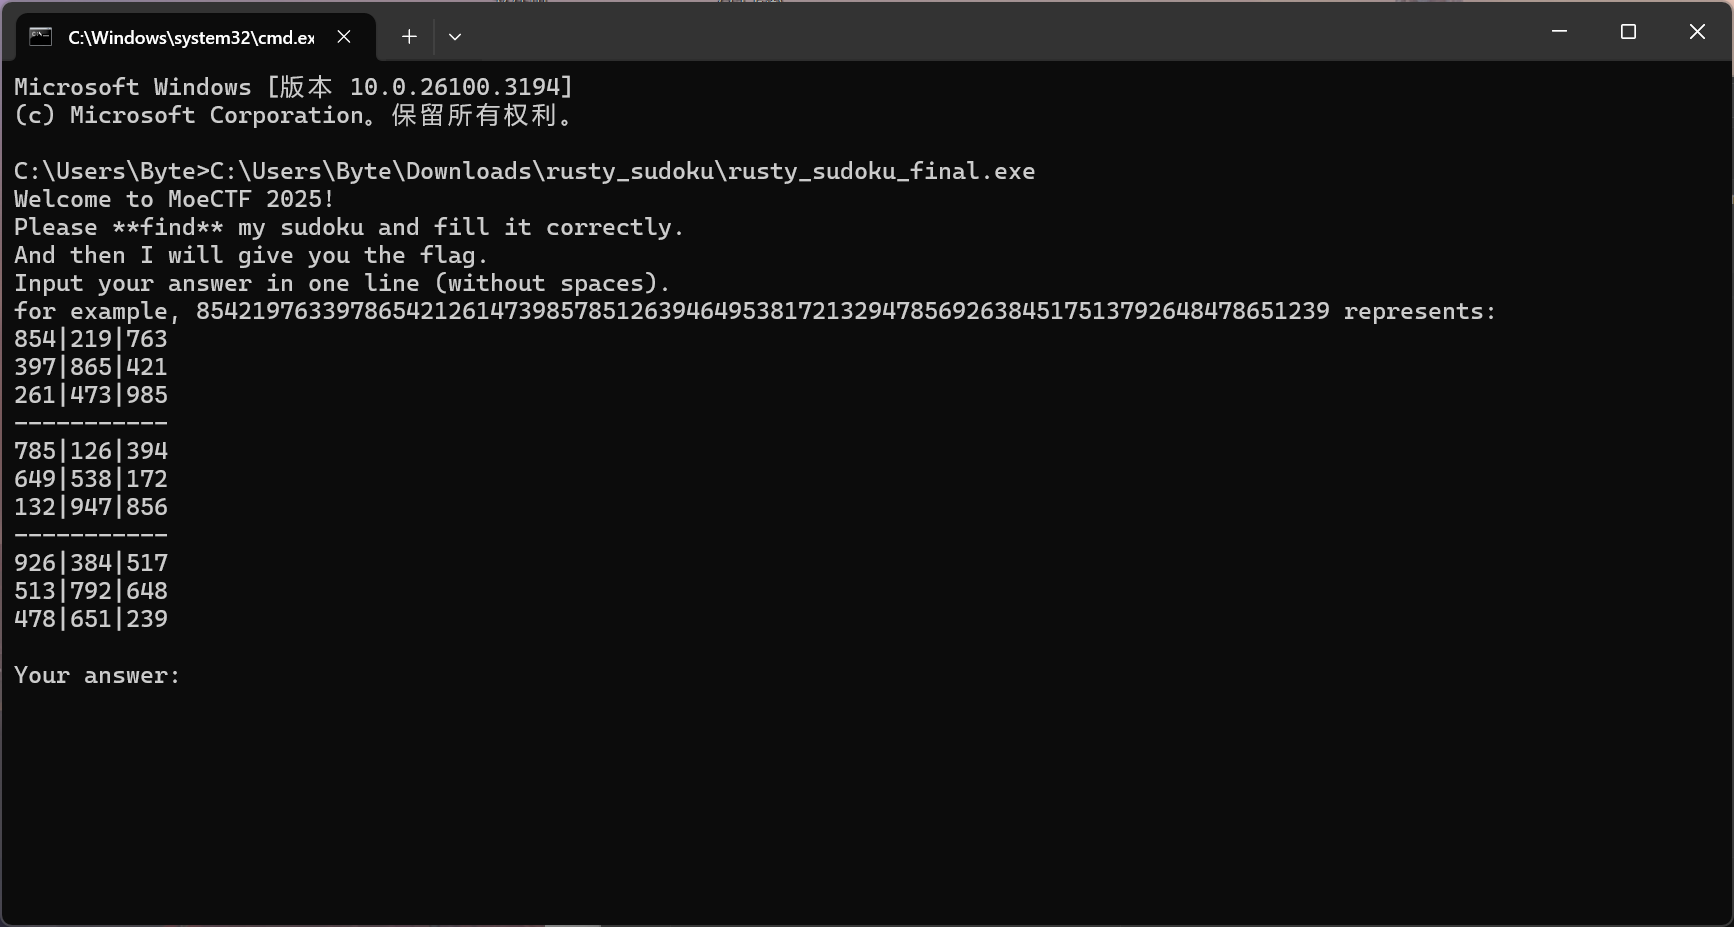 C:\Windows\system32\cmd.ex
Microsoft Windows [版本 10.0.26100.3194]
(c) Microsoft Corporation。保留所有权利。
C:\Users\Byte>C:\Users\Byte\Downloads\rusty_sudoku\rusty_sudoku_final.exe
Welcome to MoeCTF 2025!
Please **find** my sudoku and fill it correctly.
And then I will give you the flag.
Input your answer in one line (without spaces).
for example, 854219763397865421261473985785126394649538172132947856926384517513792648478651239 represents:
854|219|763
397|865|421
261|473|985
-----------
785|126|394
649|538|172
132|947|856
-----------
926|384|517
513|792|648
478|651|239
Your answer: